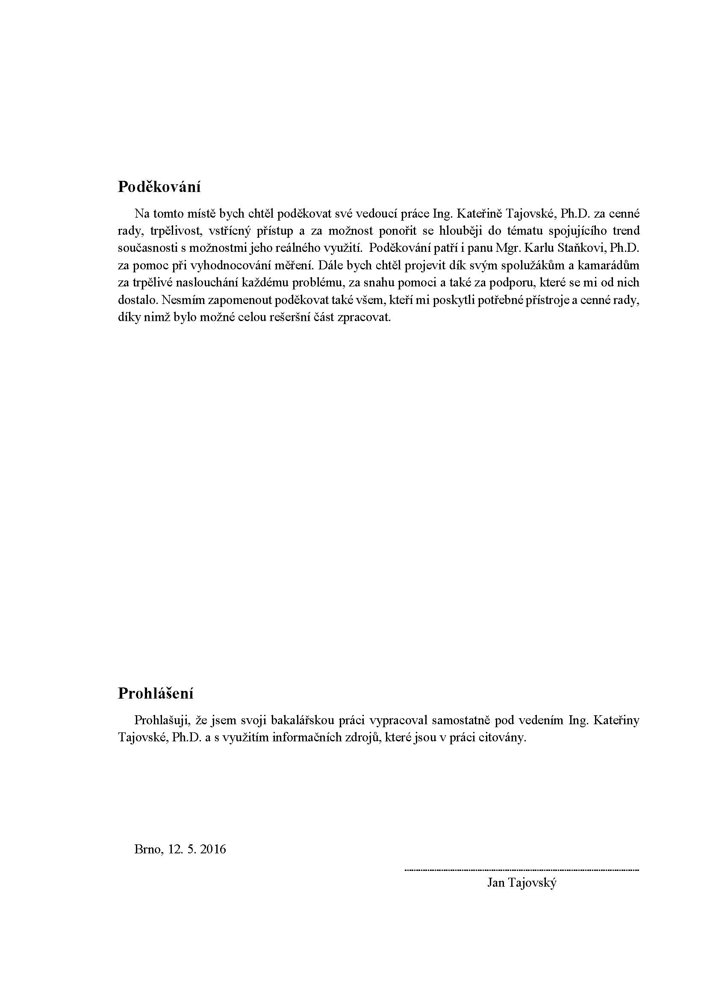 Poděkování
Na tomto místě bych chtěl poděkovat své vedoucí práce Ing. Kateřině Tajovské, Ph.D. za cenné
rady, trpělivost, vstřícný přístup a za možnost ponořit se hlouběji do tématu spojujícího trend
současnosti s možnostmi jeho reálného využití.  Poděkování patří i panu Mgr. Karlu Staňkovi, Ph.D.
za pomoc při vyhodnocování měření. Dále bych chtěl projevit dík svým spolužákům a kamarádům
za trpělivé naslouchání každému problému, za snahu pomoci a také za podporu, které se mi od nich
dostalo. Nesmím zapomenout poděkovat také všem, kteří mi poskytli potřebné přístroje a cenné rady,
díky nimž bylo možné celou rešeršní část zpracovat.
Prohlášení
Prohlašuji, že jsem svoji bakalářskou práci vypracoval samostatně pod vedením Ing. Kateřiny
Tajovské, Ph.D. a s využitím informačních zdrojů, které jsou v práci citovány.
Brno, 12. 5. 2016
Jan Tajovský